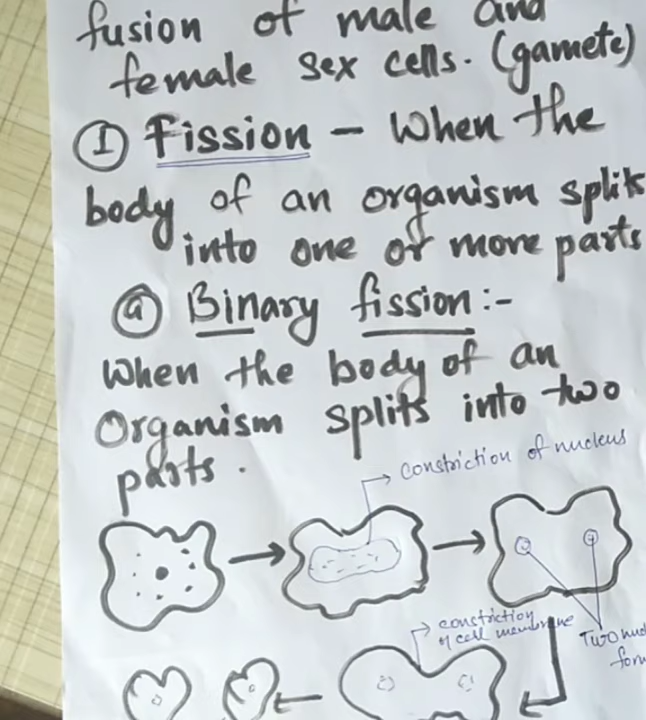 fusion of male and
female sex cells. (gamete)
① Fission - When the
body of an organism splits
into one or more parts
ⓐ Binary fission :-
When the body of an
Organism splits into two
parts.
constriction of nucleus
constriction
of cell membrane
Two